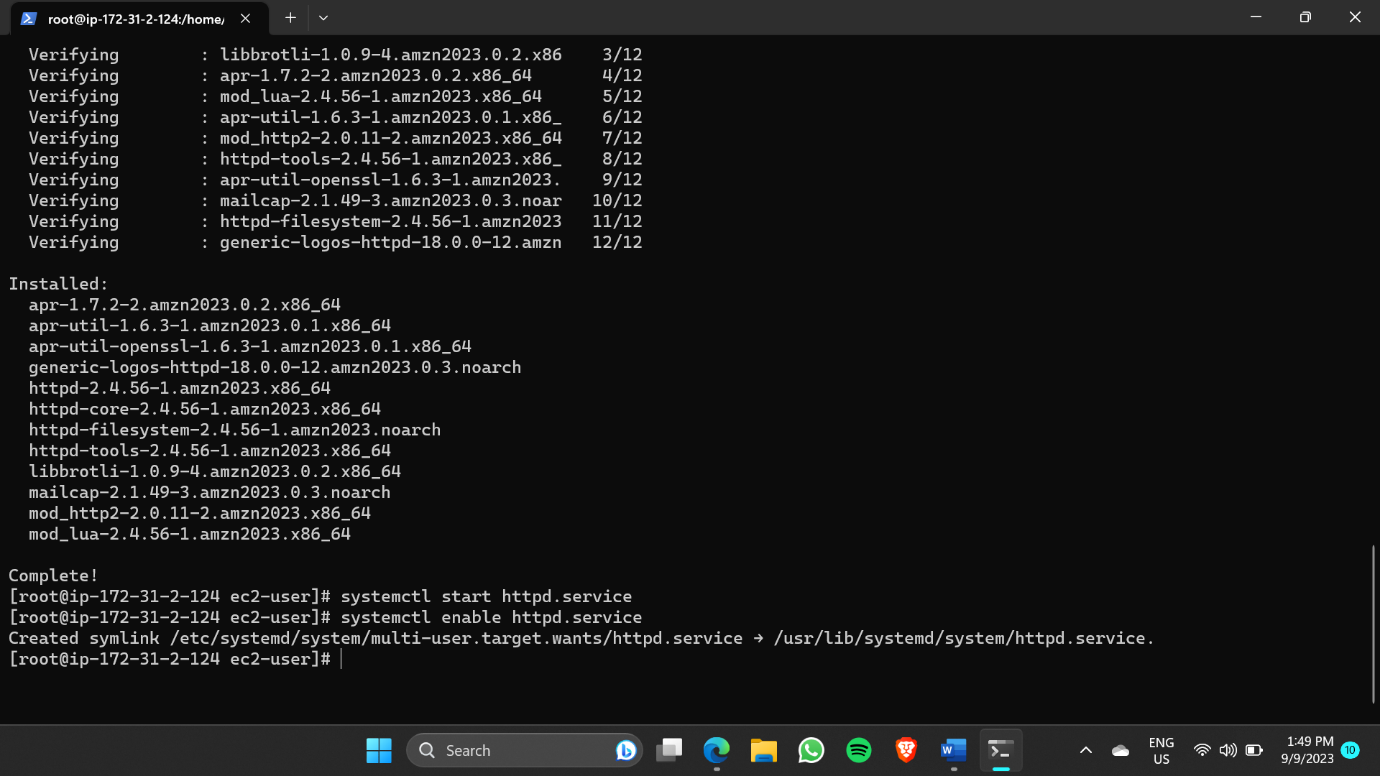 root@ip-172-31-2-124:/home/
Verifying : libbrotli-1.0.9-4.amzn2023.0.2.x86 3/12
Verifying : apr-1.7.2-2.amzn2023.0.2.x86_64 4/12
Verifying : mod_lua-2.4.56-1.amzn2023.x86_64 5/12
Verifying : apr-util-1.6.3-1.amzn2023.0.1.x86_ 6/12
Verifying : mod_http2-2.0.11-2.amzn2023.x86_64 7/12
Verifying : httpd-tools-2.4.56-1.amzn2023.x86_ 8/12
Verifying : apr-util-openssl-1.6.3-1.amzn2023. 9/12
Verifying : mailcap-2.1.49-3.amzn2023.0.3.noar 10/12
Verifying : httpd-filesystem-2.4.56-1.amzn2023 11/12
Verifying : generic-logos-httpd-18.0.0-12.amzn 12/12
Installed:
apr-1.7.2-2.amzn2023.0.2.x86_64
apr-util-1.6.3-1.amzn2023.0.1.x86_64
apr-util-openssl-1.6.3-1.amzn2023.0.1.x86_64
generic-logos-httpd-18.0.0-12.amzn2023.0.3.noarch
httpd-2.4.56-1.amzn2023.x86_64
httpd-core-2.4.56-1.amzn2023.x86_64
httpd-filesystem-2.4.56-1.amzn2023.noarch
httpd-tools-2.4.56-1.amzn2023.x86_64
libbrotli-1.0.9-4.amzn2023.0.2.x86_64
mailcap-2.1.49-3.amzn2023.0.3.noarch
mod_http2-2.0.11-2.amzn2023.x86_64
mod_lua-2.4.56-1.amzn2023.x86_64
Complete!
[root@ip-172-31-2-124 ec2-user]# systemctl start httpd.service
[root@ip-172-31-2-124 ec2-user]# systemctl enable httpd.service
Created symlink /etc/systemd/system/multi-user.target.wants/httpd.service → /usr/lib/systemd/system/httpd.service.
[root@ip-172-31-2-124 ec2-user]#
Search
ENG
US
1:49 PM
9/9/2023
10